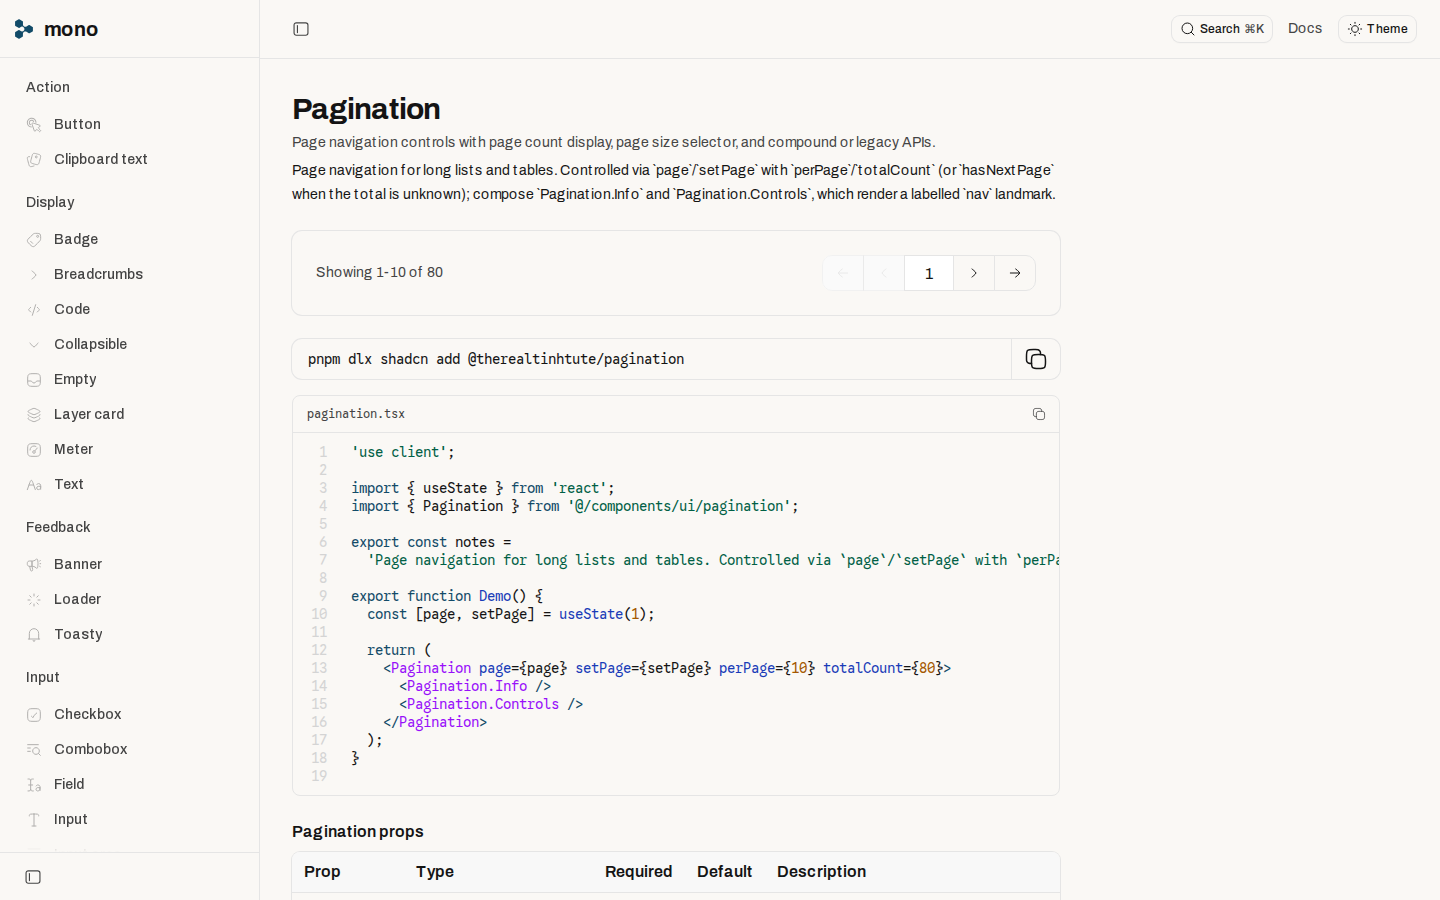 mono
Search ⌘K
Docs
Theme
Action
Button
Clipboard text
Display
Badge
Breadcrumbs
Code
Collapsible
Empty
Layer card
Meter
Text
Feedback
Banner
Loader
Toasty
Input
Checkbox
Combobox
Field
Input
Pagination
Page navigation controls with page count display, page size selector, and compound or legacy APIs.
Page navigation for long lists and tables. Controlled via `page`/`setPage` with `perPage`/`totalCount` (or `hasNextPage`
when the total is unknown); compose `Pagination.Info` and `Pagination.Controls`, which render a labelled `nav` landmark.
Showing 1-10 of 80
1
pnpm dlx shadcn add @therealtinhtute/pagination
pagination.tsx
1 'use client';
2
3 import { useState } from 'react';
4 import { Pagination } from '@/components/ui/pagination';
5
6 export const notes =
7 'Page navigation for long lists and tables. Controlled via `page`/`setPage` with `perPa
8
9 export function Demo() {
10 const [page, setPage] = useState(1);
11
12 return (
13 <Pagination page={page} setPage={setPage} perPage={10} totalCount={80}>
14 <Pagination.Info />
15 <Pagination.Controls />
16 </Pagination>
17 );
18 }
19
Pagination props
Prop Type Required Default Description